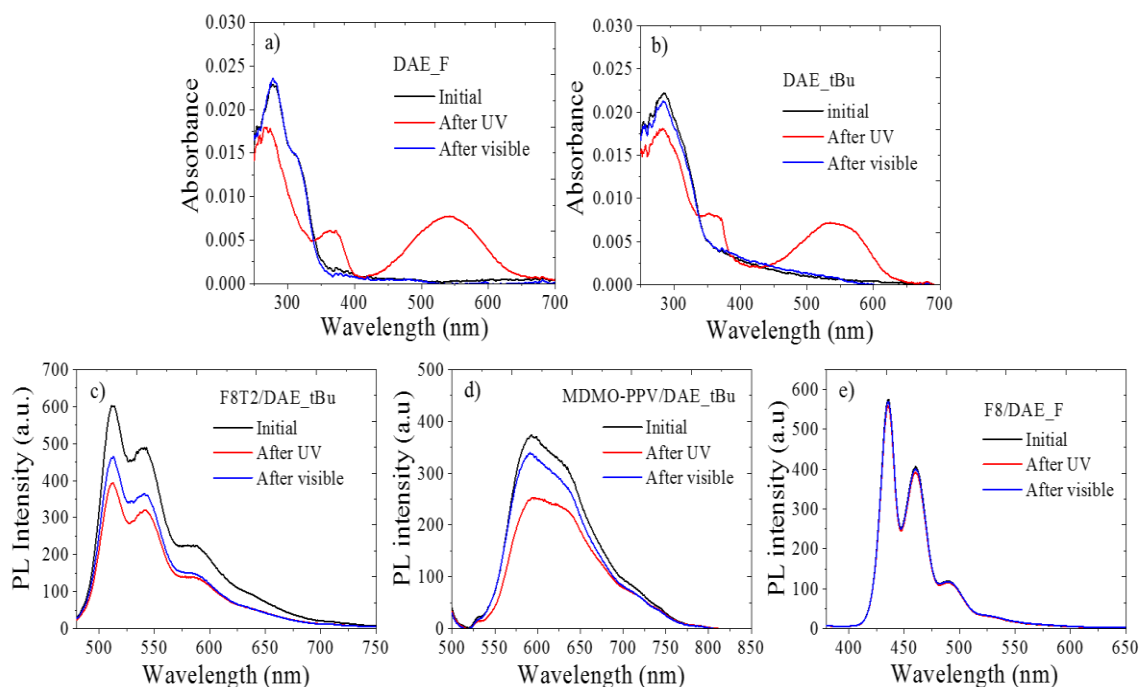 a)
DAE_F
Initial
After UV
After visible
0.030
0.025
0.020
0.015
0.010
0.005
0.000
Absorbance
300 400 500 600 700
Wavelength (nm)
b)
DAE_tBu
initial
After UV
After visible
0.030
0.025
0.020
0.015
0.010
0.005
0.000
Absorbance
300 400 500 600 700
Wavelength (nm)
c)
F8T2/DAE_tBu
Initial
After UV
After visible
700
600
500
400
300
200
100
0
PL Intensity (a.u.)
500 550 600 650 700 750
Wavelength (nm)
d)
MDMO-PPV/DAE_tBu
Initial
After UV
After visible
500
400
300
200
100
0
PL intensity (a.u)
500 550 600 650 700 750 800 850
Wavelength (nm)
e)
F8/DAE_F
Initial
After UV
After visible
600
500
400
300
200
100
0
PL intensity (a.u)
400 450 500 550 600 650
Wavelength (nm)